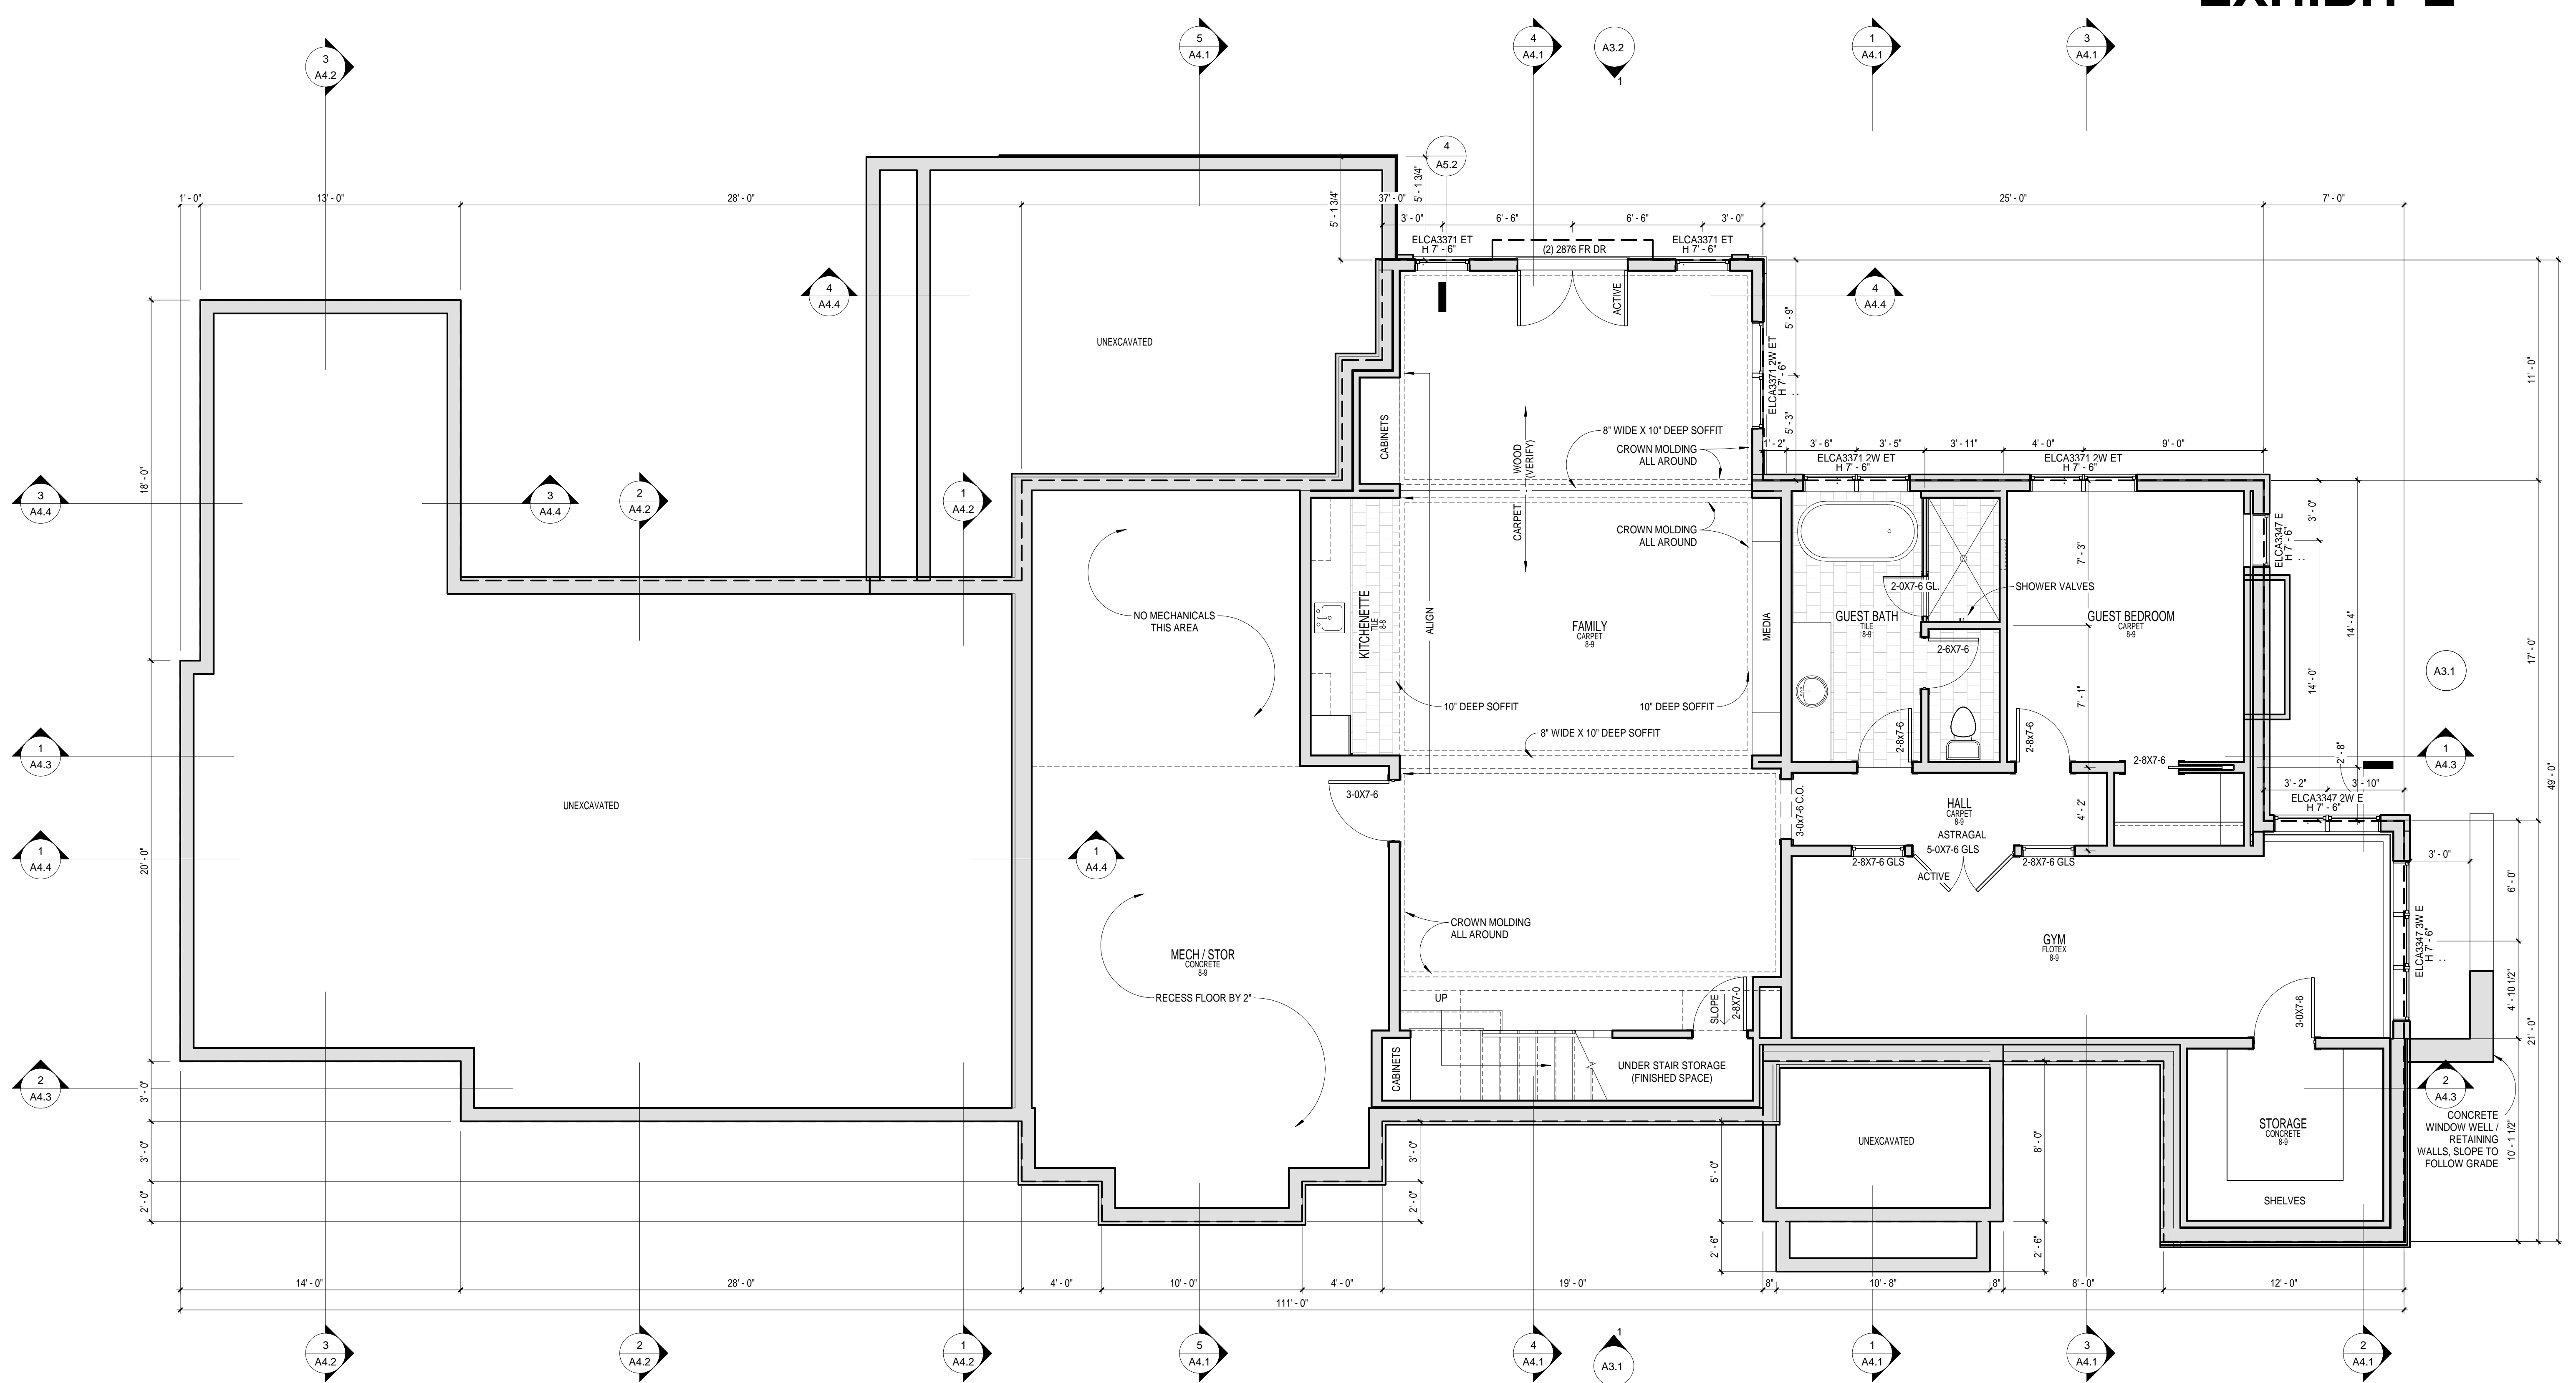 5
A4.1
4
A4.1
A3.2
1
1
A4.1
3
A4.1
3
A4.2
4
A5.2
1' - 0"
13' - 0"
28' - 0"
37' - 0"
25' - 0"
7' - 0"
5' - 1 3/4"
5' - 1 3/4"
3' - 0"
6' - 6"
6' - 6"
3' - 0"
ELCA3371 ET
H 7' - 6"
(2) 2876 FR DR
ELCA3371 ET
H 7' - 6"
4
A4.4
4
A4.4
ACTIVE
5' - 9"
UNEXCAVATED
ELCA3371 2W ET
H 7' - 6"
11' - 0"
5' - 3"
CABINETS
WOOD
(VERIFY)
8" WIDE X 10" DEEP SOFFIT
CROWN MOLDING
ALL AROUND
1' - 2"
3' - 6"
3' - 5"
3' - 11"
4' - 0"
9' - 0"
ELCA3371 2W ET
H 7' - 6"
ELCA3371 2W ET
H 7' - 6"
18' - 0"
3
A4.4
3
A4.4
2
A4.2
1
A4.2
CARPET
CROWN MOLDING
ALL AROUND
3' - 0"
ELCA3347 E
H 7' - 6"
7' - 3"
2-0X7-6 GL.
SHOWER VALVES
NO MECHANICALS
THIS AREA
KITCHENETTE
TILE
8-8
ALIGN
FAMILY
CARPET
8-9
MEDIA
GUEST BATH
TILE
8-9
GUEST BEDROOM
CARPET
8-9
14' - 4"
17' - 0"
2-6X7-6
14' - 0"
A3.1
7' - 1"
10" DEEP SOFFIT
10" DEEP SOFFIT
8" WIDE X 10" DEEP SOFFIT
2-8x7-6
2-8X7-6
2-8X7-6
2' - 8"
1
A4.3
1
A4.3
49' - 0"
3' - 2"
3' - 10"
ELCA3347 2W E
H 7' - 6"
3-0X7-6
3-0x7-6 C.O.
HALL
CARPET
8-9
4' - 2"
UNEXCAVATED
ASTRAGAL
5-0X7-6 GLS
2-8X7-6 GLS
2-8X7-6 GLS
ACTIVE
20' - 0"
1
A4.4
1
A4.4
3' - 0"
6' - 0"
CROWN MOLDING
ALL AROUND
GYM
FLOTEX
8-9
ELCA3347 3W E
H 7' - 6"
MECH / STOR
CONCRETE
8-9
RECESS FLOOR BY 2"
UP
SLOPE
2-8X7-0
3-0X7-6
4' - 10 1/2"
21' - 0"
CABINETS
UNDER STAIR STORAGE
(FINISHED SPACE)
2
A4.3
2
A4.3
3' - 0"
CONCRETE
WINDOW WELL /
RETAINING
WALLS, SLOPE TO
FOLLOW GRADE
10' - 1 1/2"
STORAGE
CONCRETE
8-9
SHELVES
UNEXCAVATED
8' - 0"
3' - 0"
3' - 0"
5' - 0"
2' - 0"
2' - 0"
2' - 6"
2' - 6"
14' - 0"
28' - 0"
4' - 0"
10' - 0"
4' - 0"
19' - 0"
8"
10' - 8"
8"
8' - 0"
12' - 0"
111' - 0"
3
A4.2
2
A4.2
1
A4.2
5
A4.1
4
A4.1
1
A3.1
1
A4.1
3
A4.1
2
A4.1